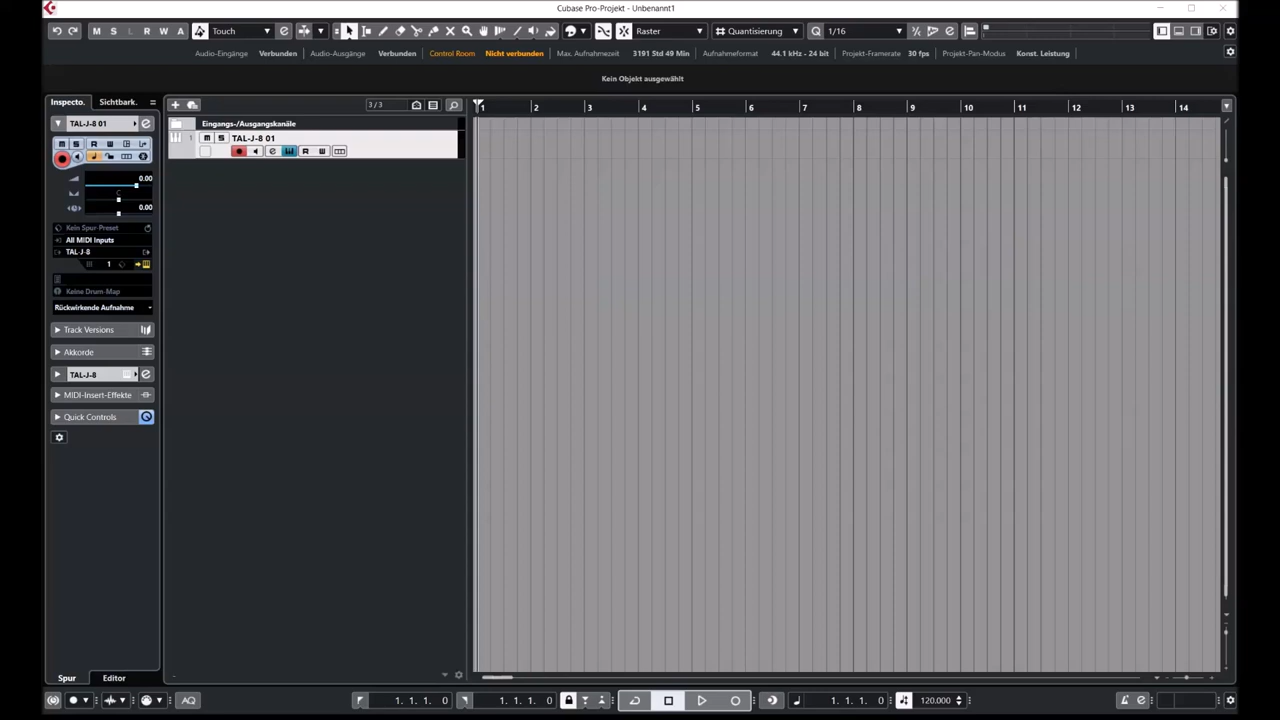 Cubase Pro-Projekt - Unbenannt1
M S L R W A Touch Raster Quantisierung 1/16
Audio-Eingänge Verbunden Audio-Ausgänge Verbunden Control Room Nicht verbunden Max. Aufnahmezeit 3191 Std 49 Min Aufnahmeformat 44.1 kHz - 24 bit Projekt-Framerate 30 fps Projekt-Pan-Modus Konst. Leistung
Kein Objekt ausgewählt
Inspecto. Sichtbark. 3 / 3 1 2 3 4 5 6 7 8 9 10 11 12 13 14
TAL-J-8 01
Eingangs-/Ausgangskanäle
1 M S TAL-J-8 01
M S R W
R W
0.00
C
0.00
Kein Spur-Preset
All MIDI Inputs
TAL-J-8
1
Keine Drum-Map
Rückwirkende Aufnahme
Track Versions
Akkorde
TAL-J-8
MIDI-Insert-Effekte
Quick Controls
Spur Editor
AQ 1. 1. 1. 0 1. 1. 1. 0 1. 1. 1. 0 120.000